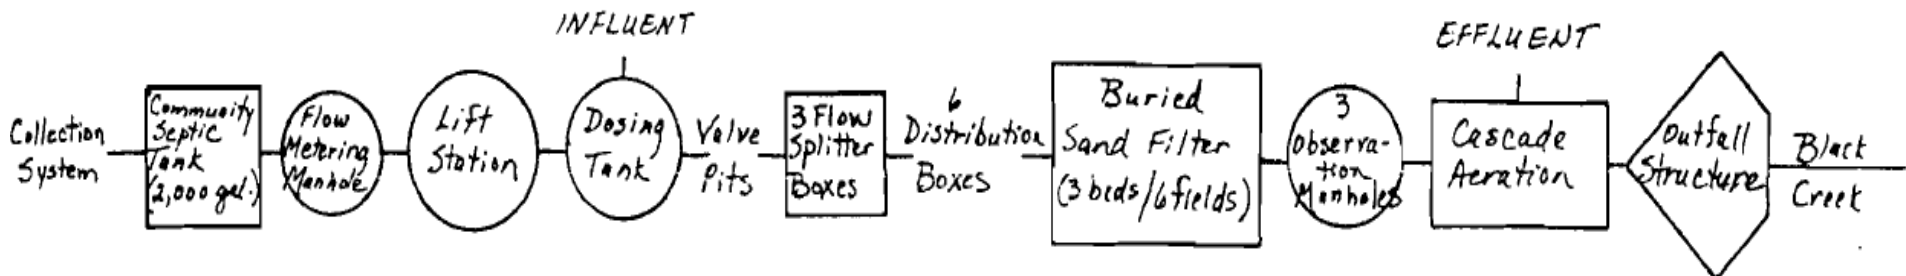 INFLUENT
EFFLUENT
Collection
System
Community
Septic
Tank
(2,000 gal.)
Flow
Metering
Manhole
Lift
Station
Dosing
Tank
Valve
Pits
3 Flow
Splitter
Boxes
6
Distribution
Boxes
Buried
Sand Filter
(3 beds/6 fields)
3
Observa-
tion
Manholes
Cascade
Aeration
Outfall
Structure
Black
Creek